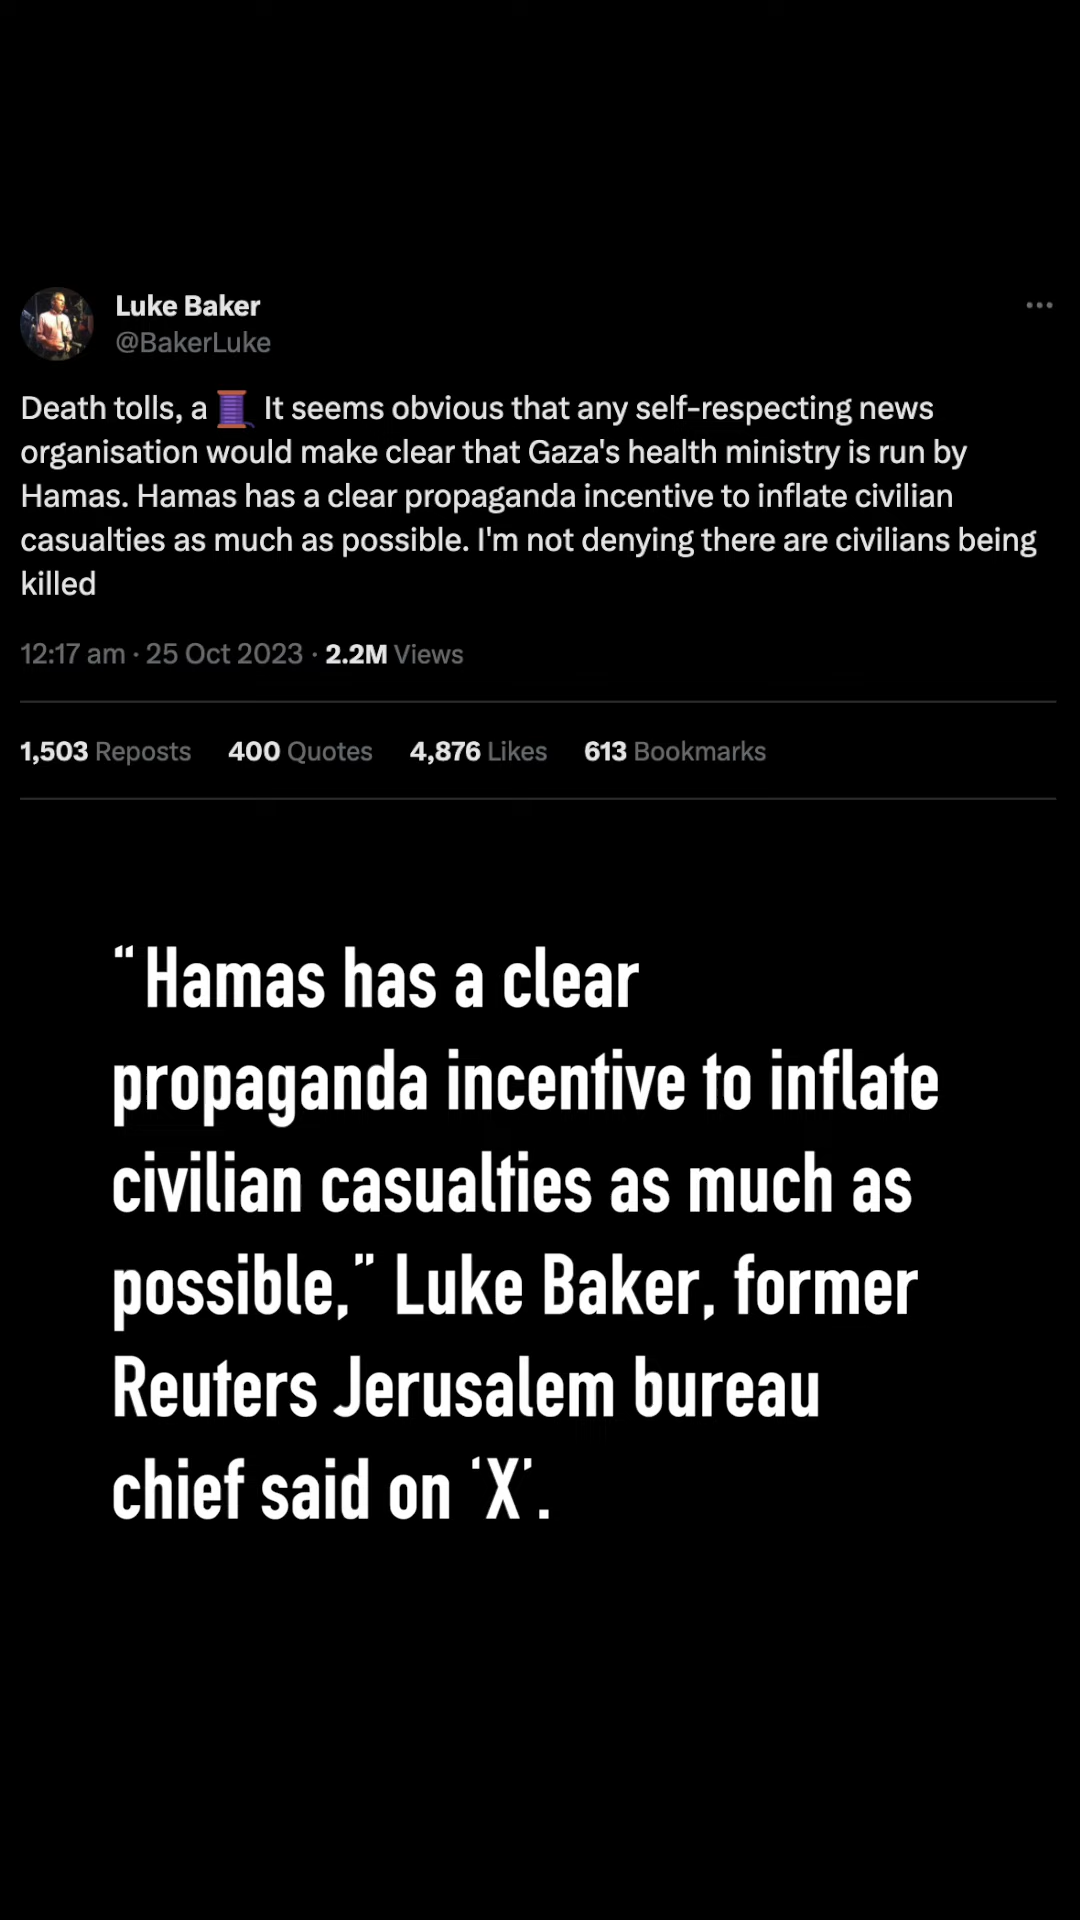 Luke Baker
@BakerLuke
Death tolls, a 🧵 It seems obvious that any self-respecting news
organisation would make clear that Gaza's health ministry is run by
Hamas. Hamas has a clear propaganda incentive to inflate civilian
casualties as much as possible. I'm not denying there are civilians being
killed
12:17 am · 25 Oct 2023 · 2.2M Views
1,503 Reposts 400 Quotes 4,876 Likes 613 Bookmarks
“Hamas has a clear
propaganda incentive to inflate
civilian casualties as much as
possible,” Luke Baker, former
Reuters Jerusalem bureau
chief said on ‘X’.